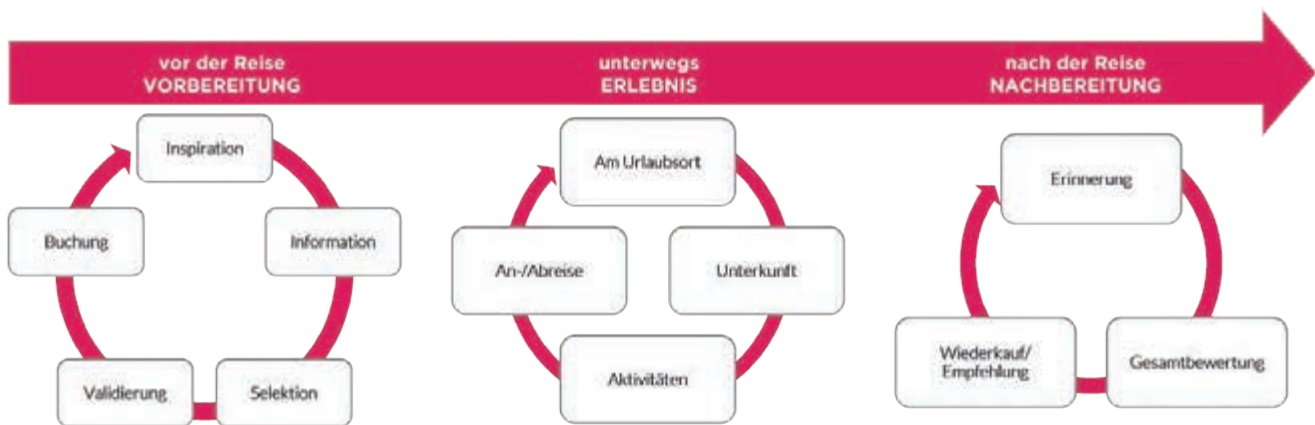 vor der Reise
VORBEREITUNG
unterwegs
ERLEBNIS
nach der Reise
NACHBEREITUNG
Inspiration
Information
Selektion
Validierung
Buchung
Am Urlaubsort
Unterkunft
Aktivitäten
An-/Abreise
Erinnerung
Gesamtbewertung
Wiederkauf/
Empfehlung